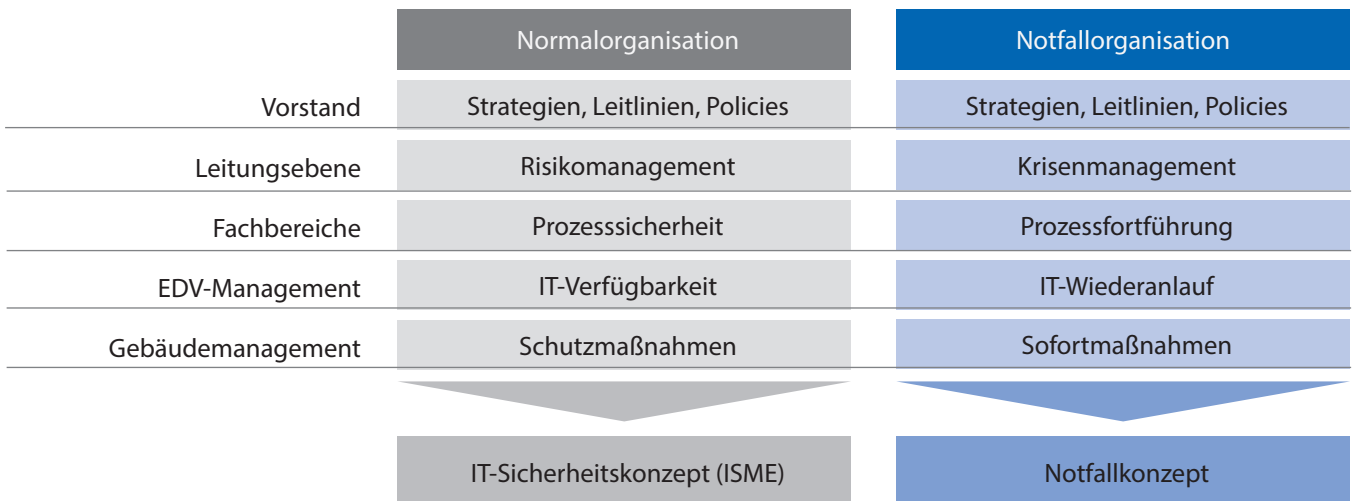 Normalorganisation Notfallorganisation
Vorstand Strategien, Leitlinien, Policies Strategien, Leitlinien, Policies
Leitungsebene Risikomanagement Krisenmanagement
Fachbereiche Prozesssicherheit Prozessfortführung
EDV-Management IT-Verfügbarkeit IT-Wiederanlauf
Gebäudemanagement Schutzmaßnahmen Sofortmaßnahmen
IT-Sicherheitskonzept (ISME) Notfallkonzept